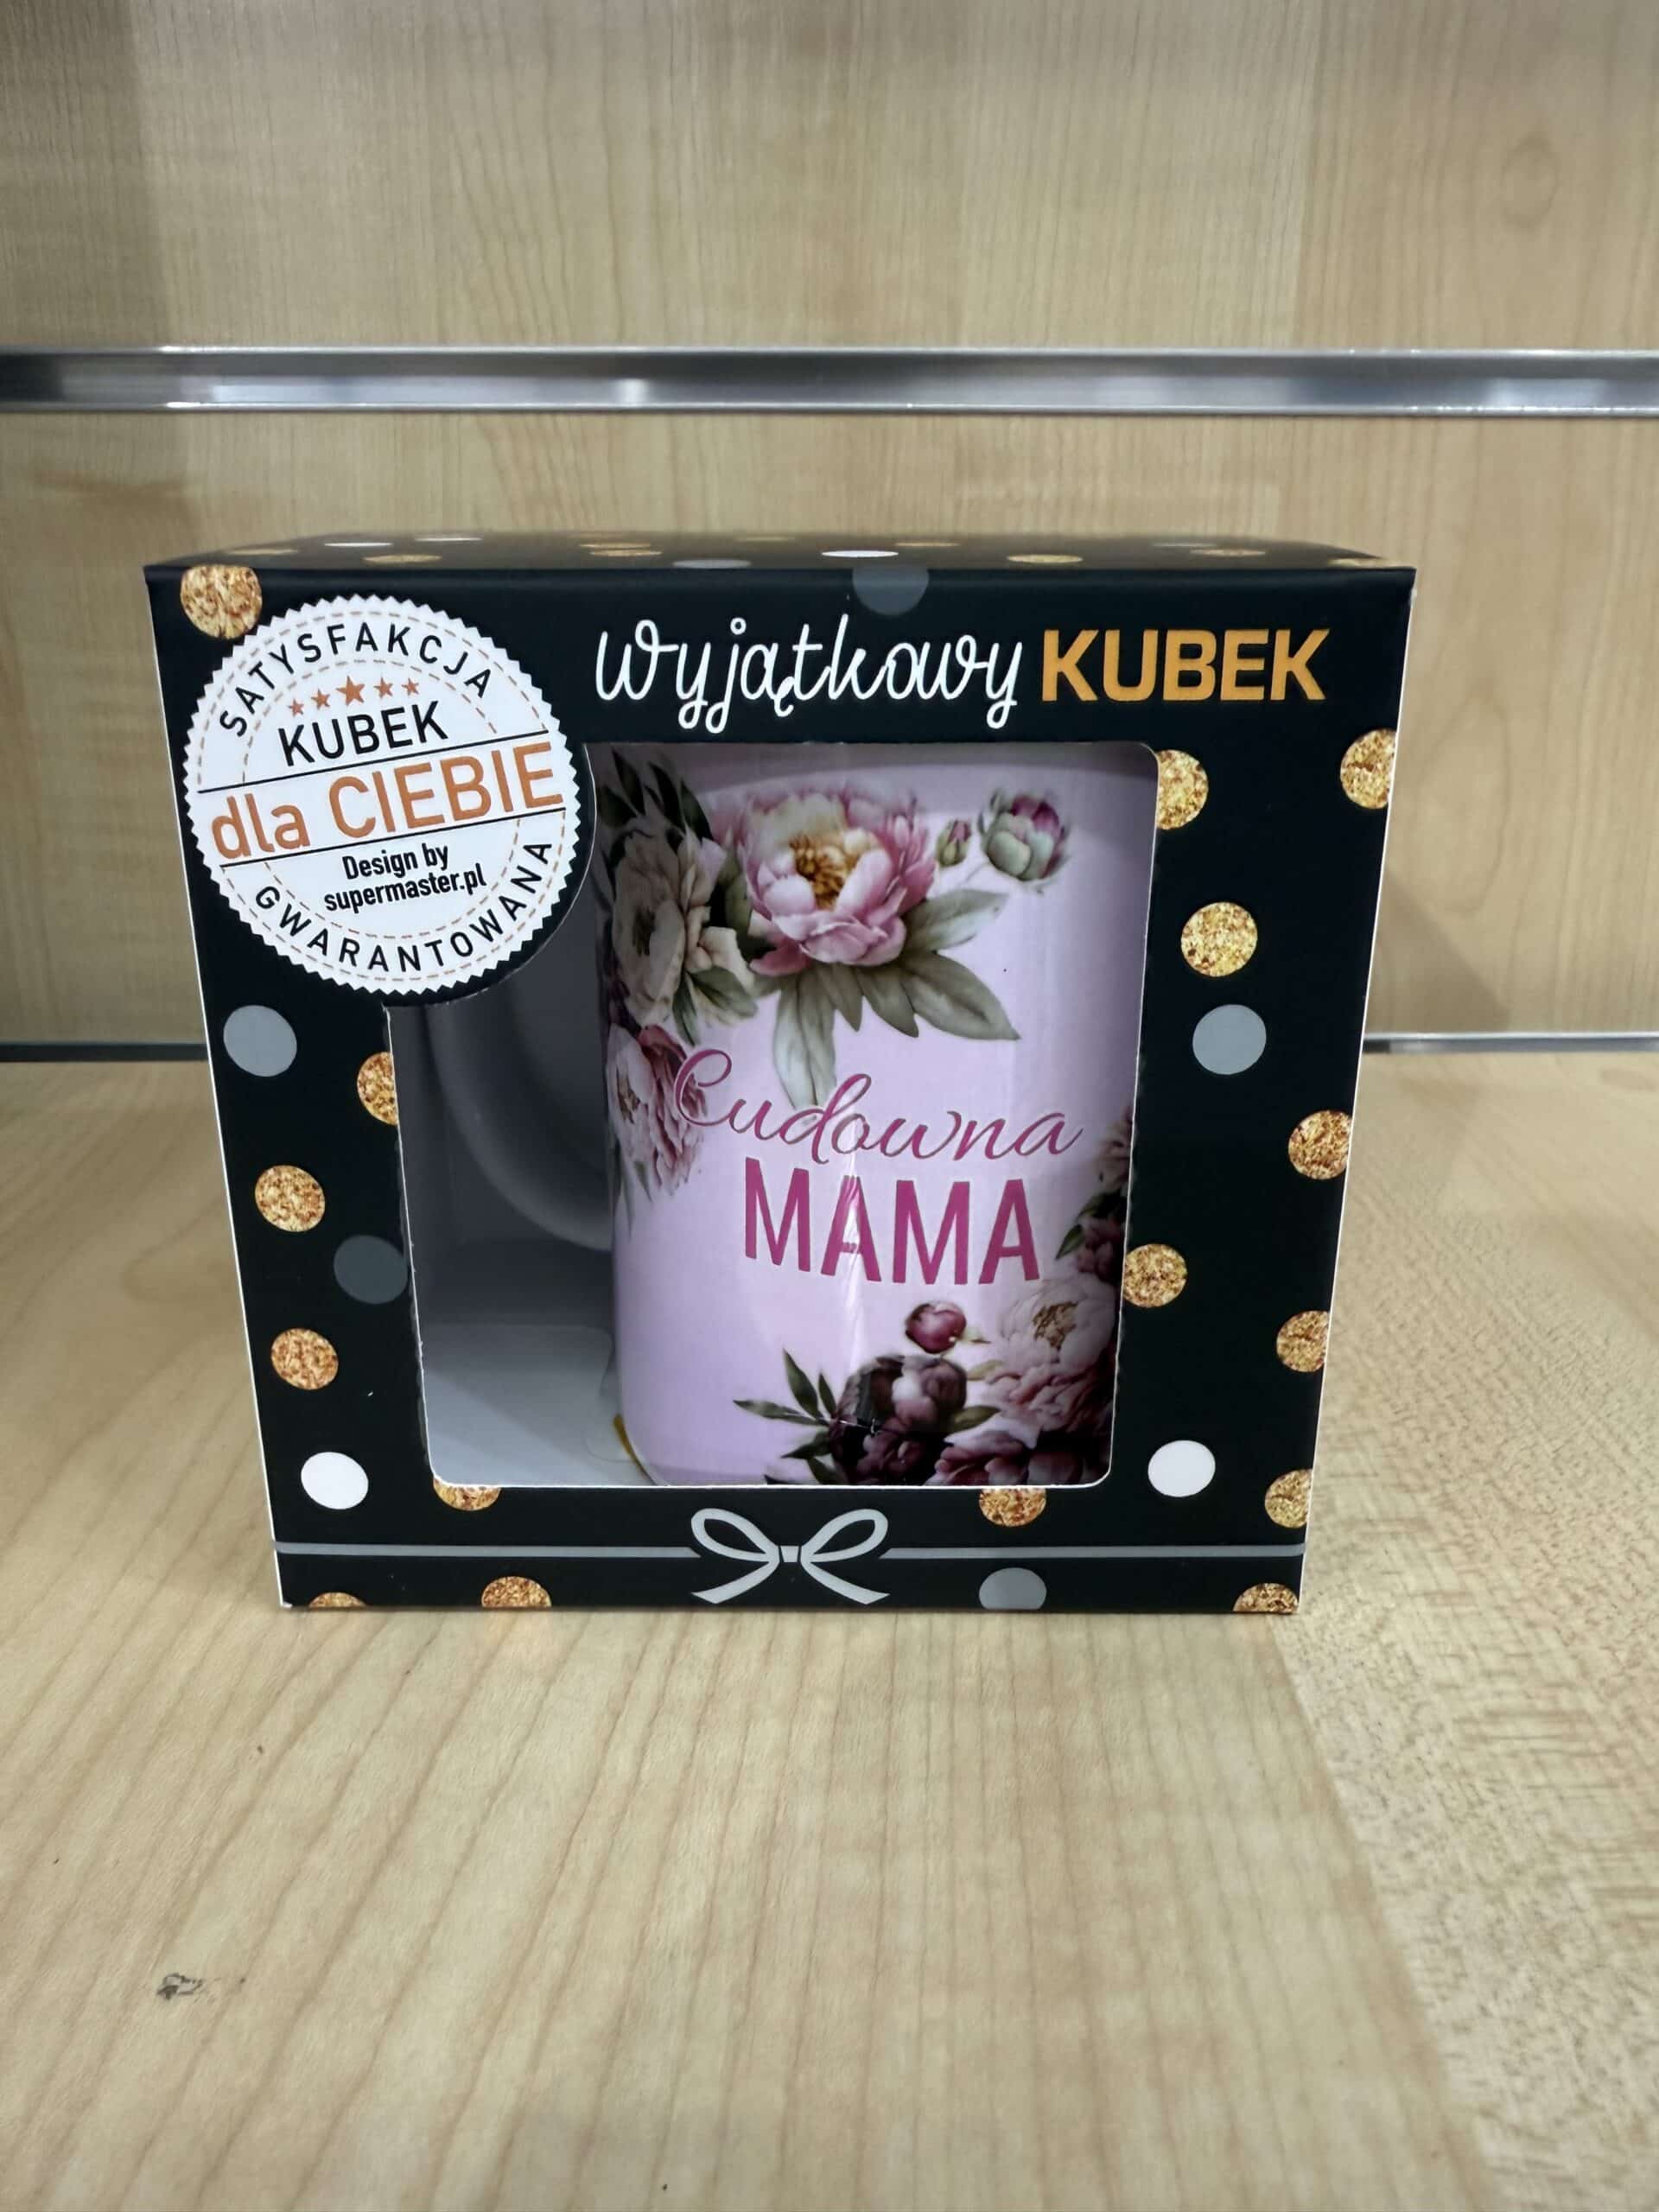 wyjątkowy KUBEK
SATYSFAKCJA
KUBEK
dla CIEBIE
Design by
supermaster.pl
GWARANTOWANA
Cudowna
MAMA